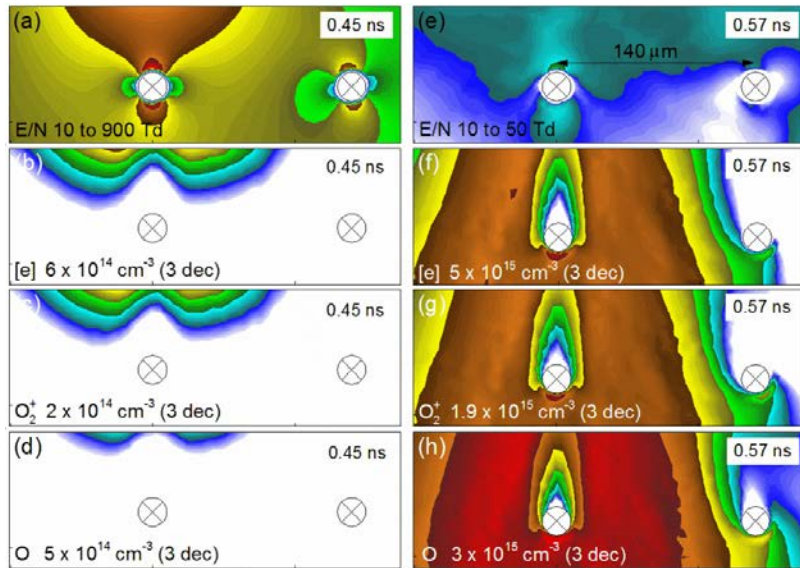 (a)
0.45 ns
E/N 10 to 900 Td
(b)
0.45 ns
[e] 6 x 10¹⁴ cm⁻³ (3 dec)
(c)
0.45 ns
O₂⁺ 2 x 10¹⁴ cm⁻³ (3 dec)
(d)
0.45 ns
O 5 x 10¹⁴ cm⁻³ (3 dec)
(e)
0.57 ns
140 μm
E/N 10 to 50 Td
(f)
0.57 ns
[e] 5 x 10¹⁵ cm⁻³ (3 dec)
(g)
0.57 ns
O₂⁺ 1.9 x 10¹⁵ cm⁻³ (3 dec)
(h)
0.57 ns
O 3 x 10¹⁵ cm⁻³ (3 dec)